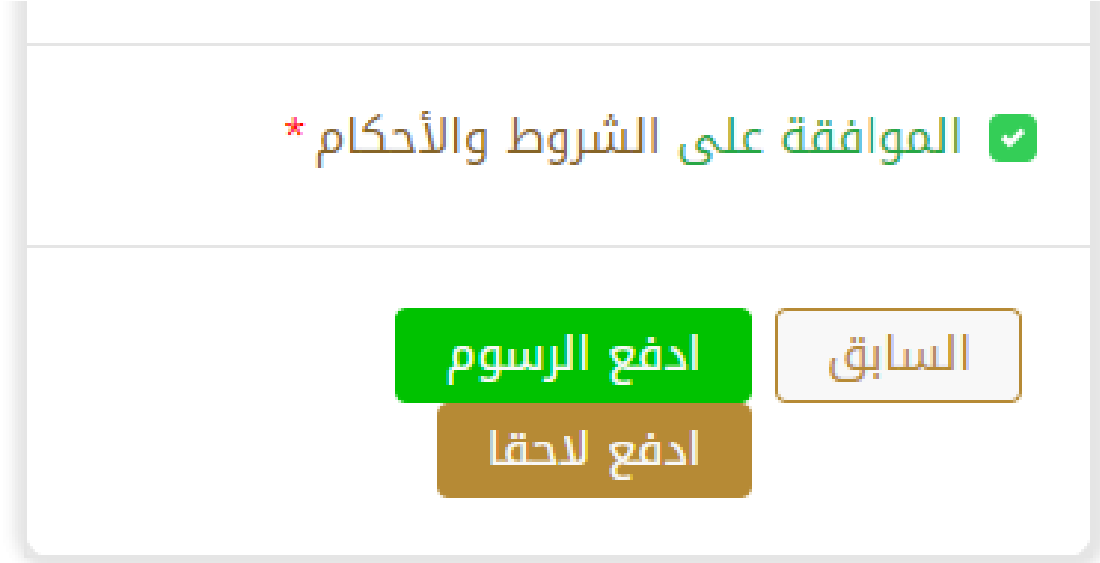 الموافقة على الشروط والأحكام *
السابق
ادفع الرسوم
ادفع لاحقا